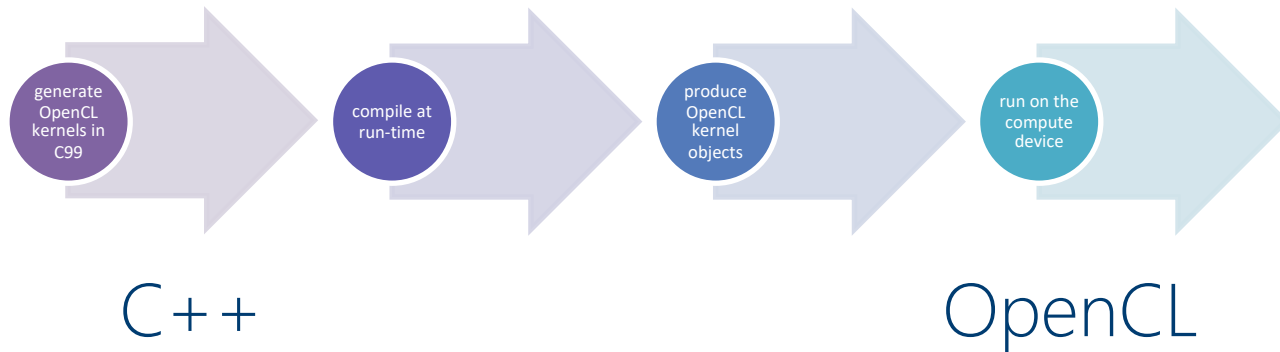 generate
OpenCL
kernels in
C99
compile at
run-time
produce
OpenCL
kernel
objects
run on the
compute
device
C++
OpenCL